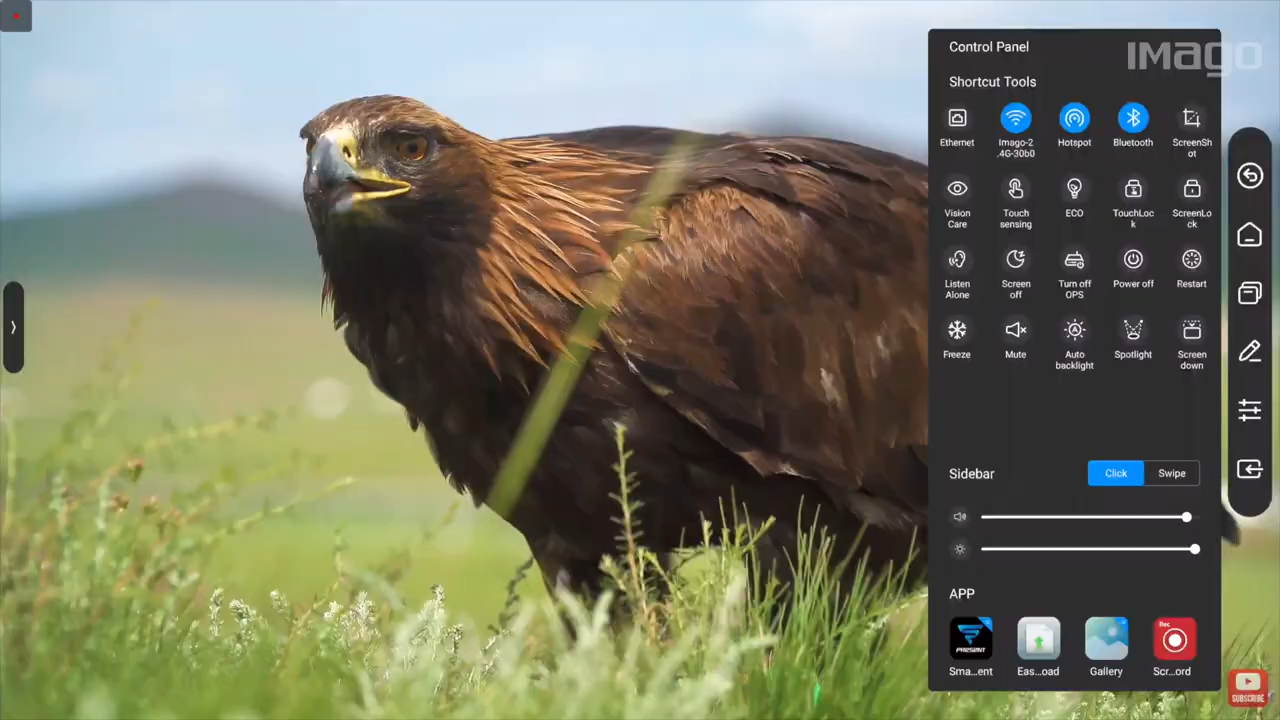 Control Panel
IMago
Shortcut Tools
Ethernet
Imago-2
.4G-30b0
Hotspot
Bluetooth
ScreenSh
ot
Vision
Care
Touch
sensing
ECO
TouchLoc
k
ScreenLo
ck
Listen
Alone
Screen
off
Turn off
OPS
Power off
Restart
Freeze
Mute
Auto
backlight
Spotlight
Screen
down
Sidebar
Click
Swipe
APP
PRESENT
Rec
Sma...ent
Eas...oad
Gallery
Scr...ord
SUBSCRIBE